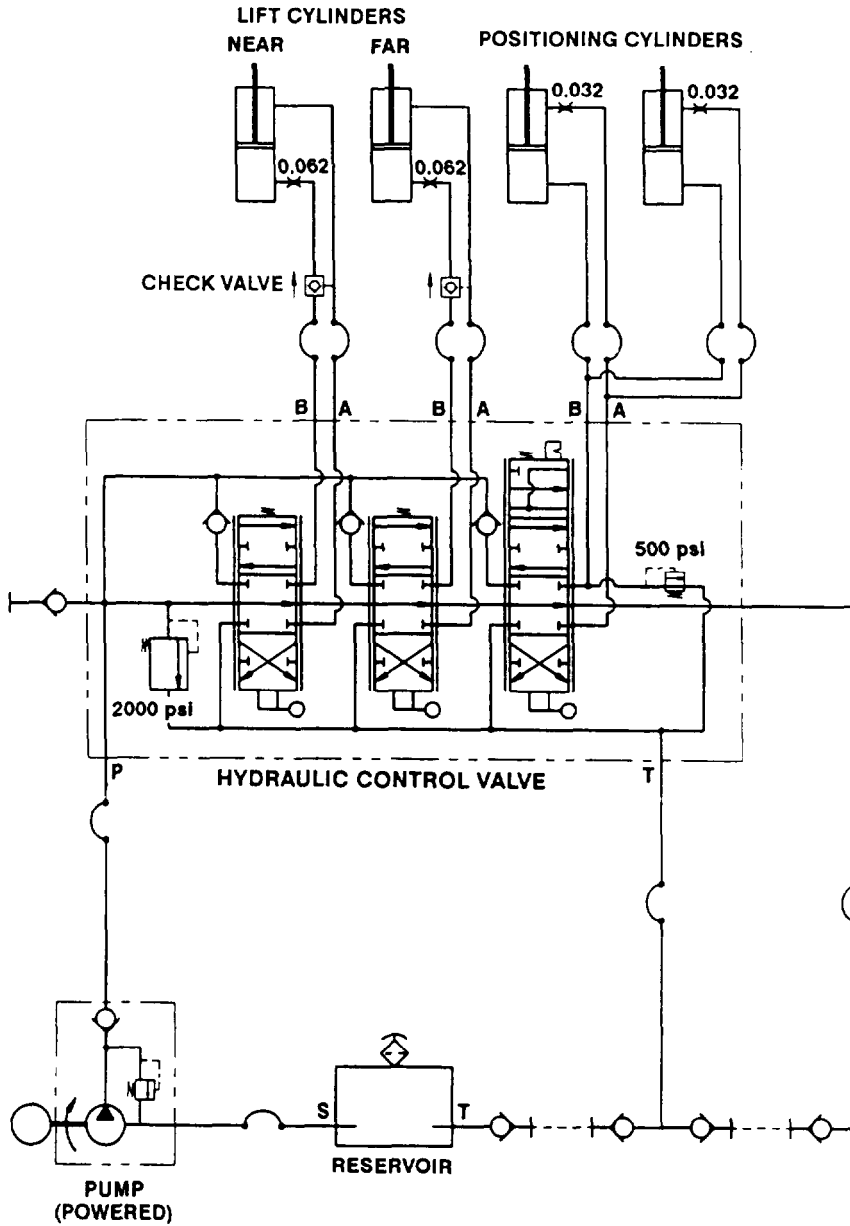 LIFT CYLINDERS
NEAR
FAR
POSITIONING CYLINDERS
0.032
0.032
0.062
0.062
CHECK VALVE
B
A
B
A
B
A
500 psi
2000 psi
P
HYDRAULIC CONTROL VALVE
T
S
T
RESERVOIR
PUMP
(POWERED)